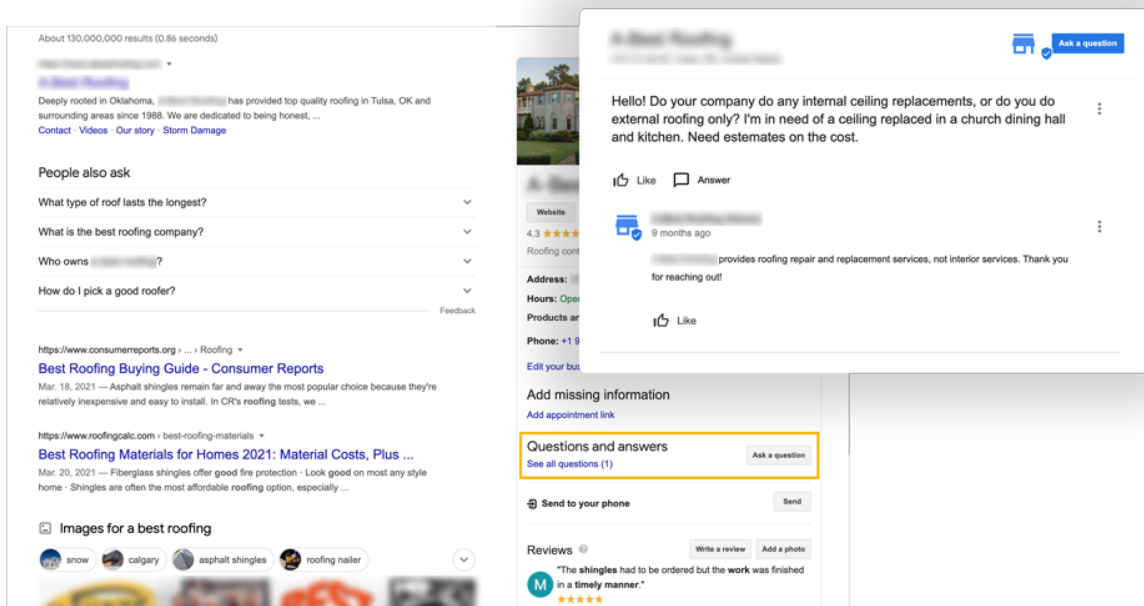 About 130,000,000 results (0.86 seconds)
Deeply rooted in Oklahoma, has provided top quality roofing in Tulsa, OK and
surrounding areas since 1988. We are dedicated to being honest, ...
Contact · Videos · Our story · Storm Damage
People also ask
What type of roof lasts the longest?
What is the best roofing company?
Who owns ?
How do I pick a good roofer?
Feedback
https://www.consumerreports.org › ... › Roofing
Best Roofing Buying Guide - Consumer Reports
Mar. 18, 2021 — Asphalt shingles remain far and away the most popular choice because they're
relatively inexpensive and easy to install. In CR's roofing tests, we ...
https://www.roofingcalc.com › best-roofing-materials
Best Roofing Materials for Homes 2021: Material Costs, Plus ...
Mar. 20, 2021 — Fiberglass shingles offer good fire protection · Look good on most any style
home · Shingles are often the most affordable roofing option, especially ...
Images for a best roofing
snow
calgary
asphalt shingles
roofing nailer
Website
4.3
Roofing cont
Address:
Hours: Ope
Products an
Phone: +1 9
Edit your bus
Add missing information
Add appointment link
Questions and answers
See all questions (1)
Ask a question
Send to your phone
Send
Reviews
Write a review
Add a photo
M
"The shingles had to be ordered but the work was finished
in a timely manner."
Ask a question
Hello! Do your company do any internal ceiling replacements, or do you do
external roofing only? I'm in need of a ceiling replaced in a church dining hall
and kitchen. Need estemates on the cost.
Like
Answer
9 months ago
provides roofing repair and replacement services, not interior services. Thank you
for reaching out!
Like